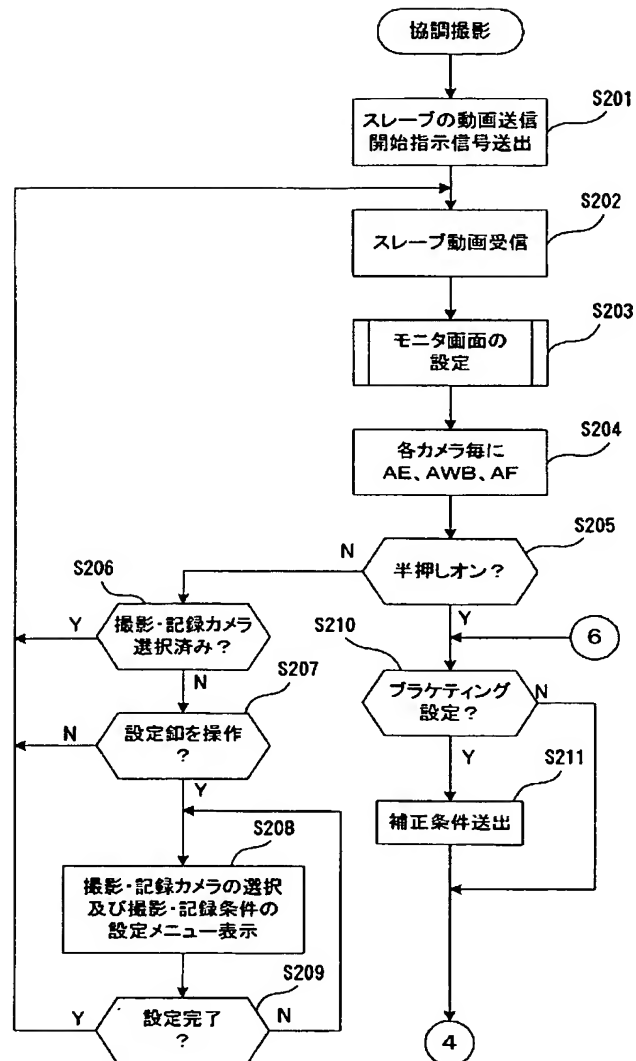 協調撮影
S201
スレーブの動画送信
開始指示信号送出
S202
スレーブ動画受信
S203
モニタ画面の
設定
S204
各カメラ毎に
AE、AWB、AF
S205
半押しオン?
N
Y
S206
撮影・記録カメラ
選択済み?
Y
N
S210
6
ブラケティング
設定?
N
Y
S207
設定釦を操作
?
N
Y
S211
補正条件送出
S208
撮影・記録カメラの選択
及び撮影・記録条件の
設定メニュー表示
S209
設定完了
?
Y
N
4